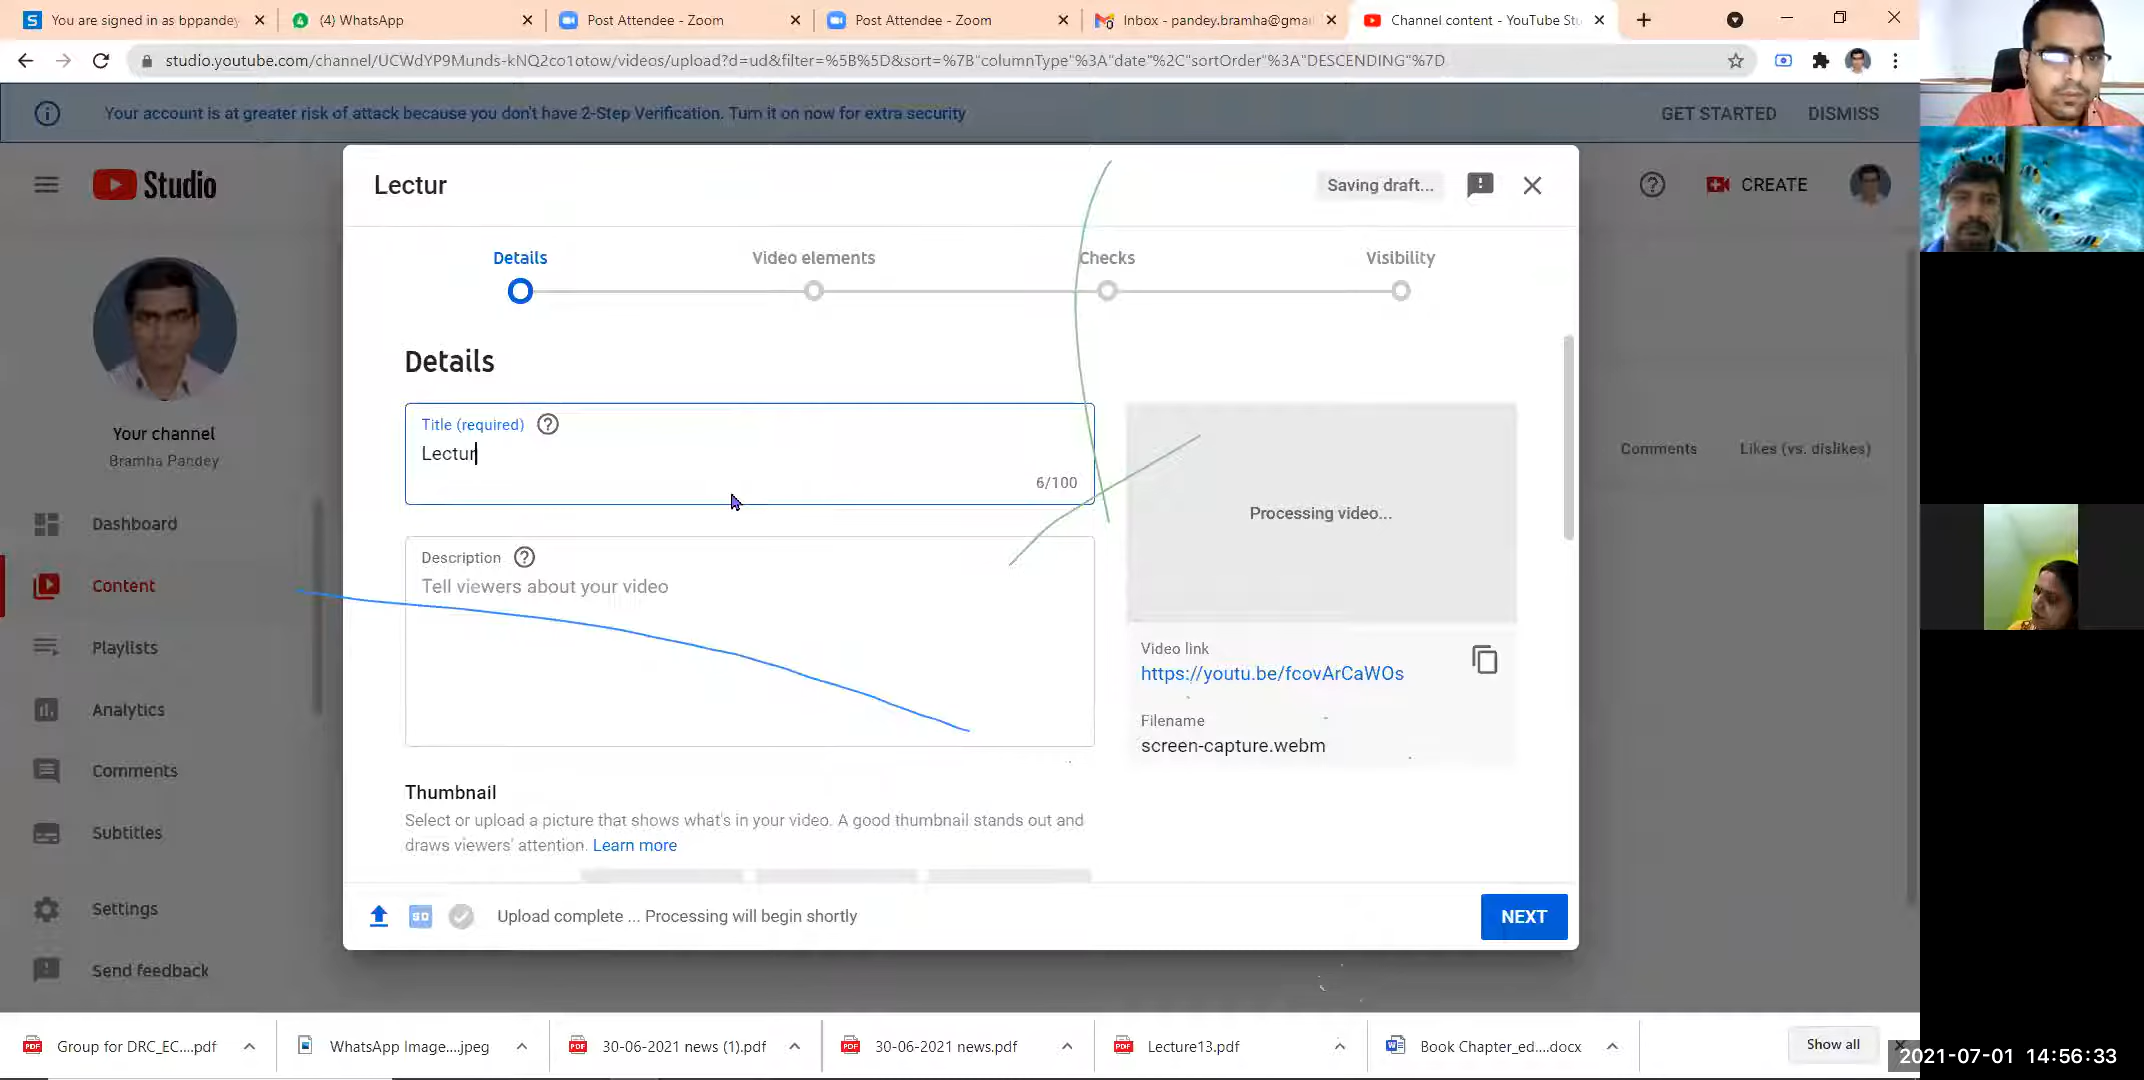 You are signed in as bppandey
(4) WhatsApp
Post Attendee - Zoom
Post Attendee - Zoom
Inbox - pandey.bramha@gmai
Channel content - YouTube Stu
studio.youtube.com/channel/UCWdYP9Munds-kNQ2co1otow/videos/upload?d=ud&filter=%5B%5D&sort=%7B"columnType"%3A"date"%2C"sortOrder"%3A"DESCENDING"%7D
Your account is at greater risk of attack because you don't have 2-Step Verification. Turn it on now for extra security
GET STARTED
DISMISS
Studio
CREATE
Your channel
Bramha Pandey
Dashboard
Content
Playlists
Analytics
Comments
Subtitles
Settings
Send feedback
Comments
Likes (vs. dislikes)
Lectur
Saving draft...
Details
Video elements
Checks
Visibility
Details
Title (required)
Lectur
6/100
Description
Tell viewers about your video
Processing video...
Video link
https://youtu.be/fcovArCaWOs
Filename
screen-capture.webm
Thumbnail
Select or upload a picture that shows what's in your video. A good thumbnail stands out and
draws viewers' attention. Learn more
SD
Upload complete ... Processing will begin shortly
NEXT
Group for DRC_EC....pdf
WhatsApp Image....jpeg
30-06-2021 news (1).pdf
30-06-2021 news.pdf
Lecture13.pdf
Book Chapter_ed....docx
Show all
2021-07-01 14:56:33